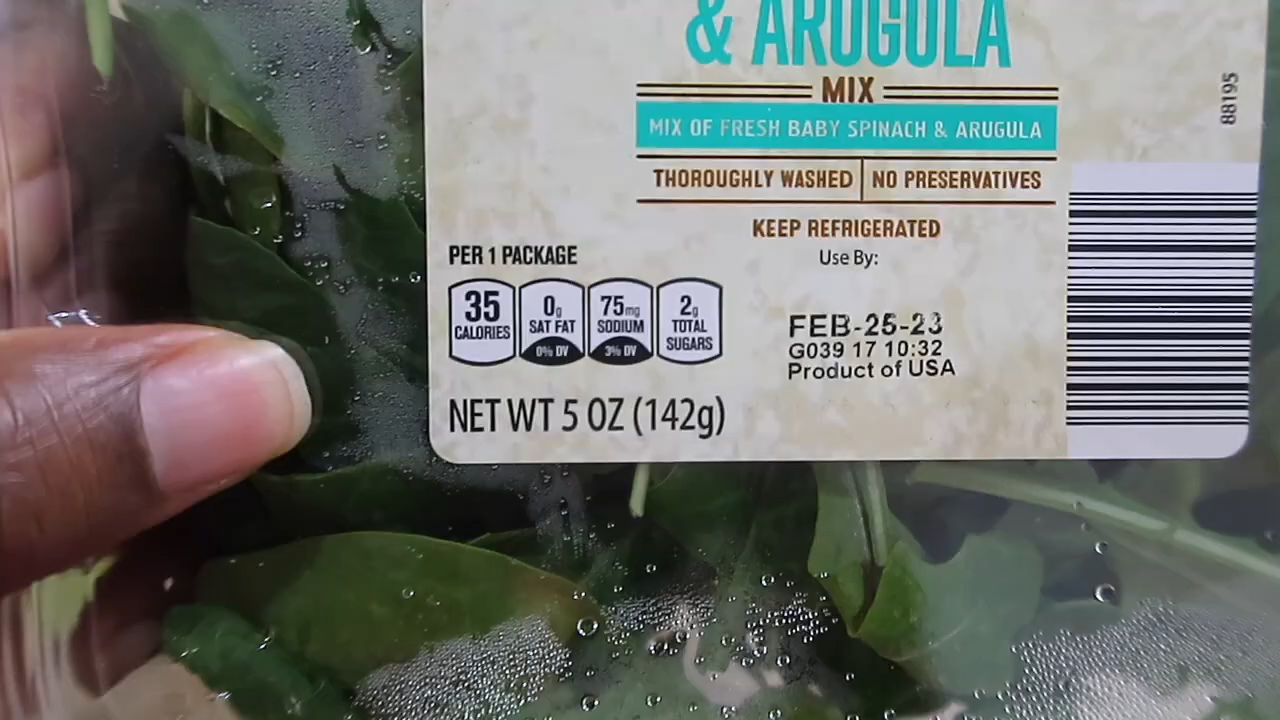 & ARUGULA
MIX
MIX OF FRESH BABY SPINACH & ARUGULA
THOROUGHLY WASHED NO PRESERVATIVES
KEEP REFRIGERATED
Use By:
FEB-25-23
G039 17 10:32
Product of USA
PER 1 PACKAGE
35 CALORIES
0g SAT FAT 0% DV
75mg SODIUM 3% DV
2g TOTAL SUGARS
NET WT 5 OZ (142g)
88195